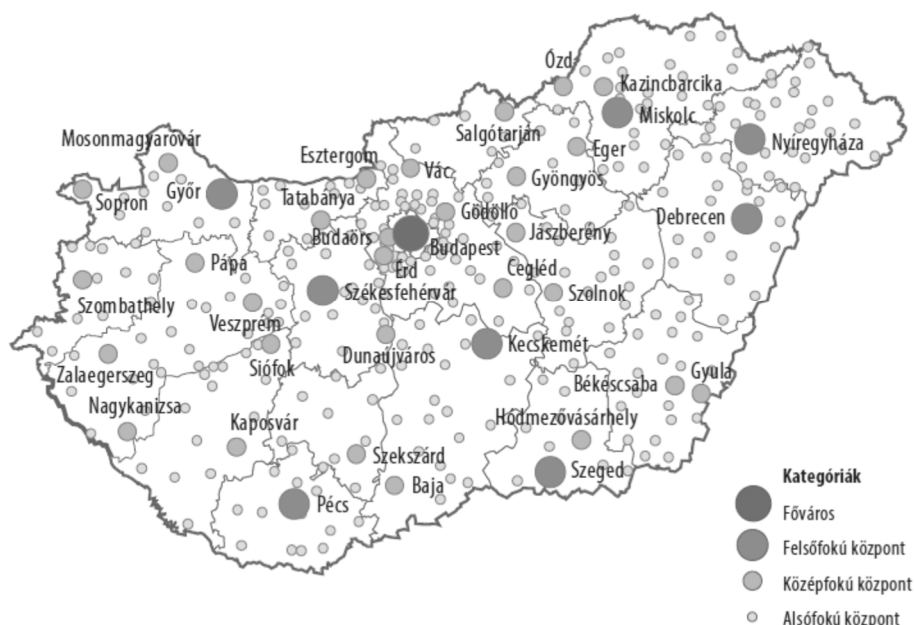 Ózd
Kazincbarcika
Miskolc
Salgótarján
Mosonmagyaróvár
Esztergom
Vác
Eger
Nyíregyháza
Gyöngyös
Sopron
Győr
Tatabánya
Gödöllő
Debrecen
Budaörs
Budapest
Jászberény
Pápa
Érd
Cegléd
Szombathely
Székesfehérvár
Szolnok
Veszprém
Dunaújváros
Kecskemét
Siófok
Zalaegerszeg
Békéscsaba
Gyula
Nagykanizsa
Kaposvár
Hódmezővásárhely
Szekszárd
Szeged
Baja
Pécs
Kategóriák
Főváros
Felsőfokú központ
Középfokú központ
Alsófokú központ